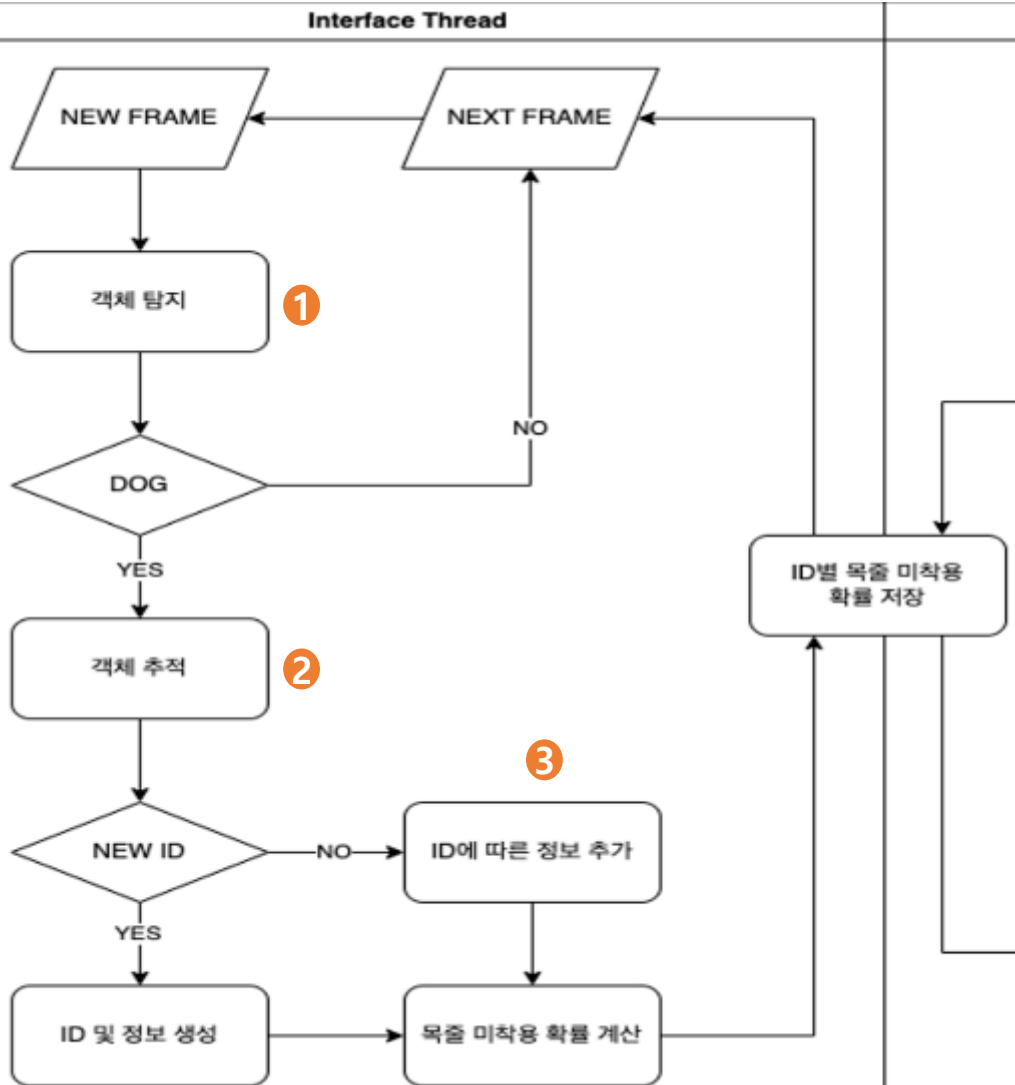 Interface Thread
NEW FRAME
NEXT FRAME
객체 탐지
1
DOG
NO
YES
ID별 목줄 미착용
확률 저장
객체 추적
2
3
NEW ID
NO
ID에 따른 정보 추가
YES
ID 및 정보 생성
목줄 미착용 확률 계산